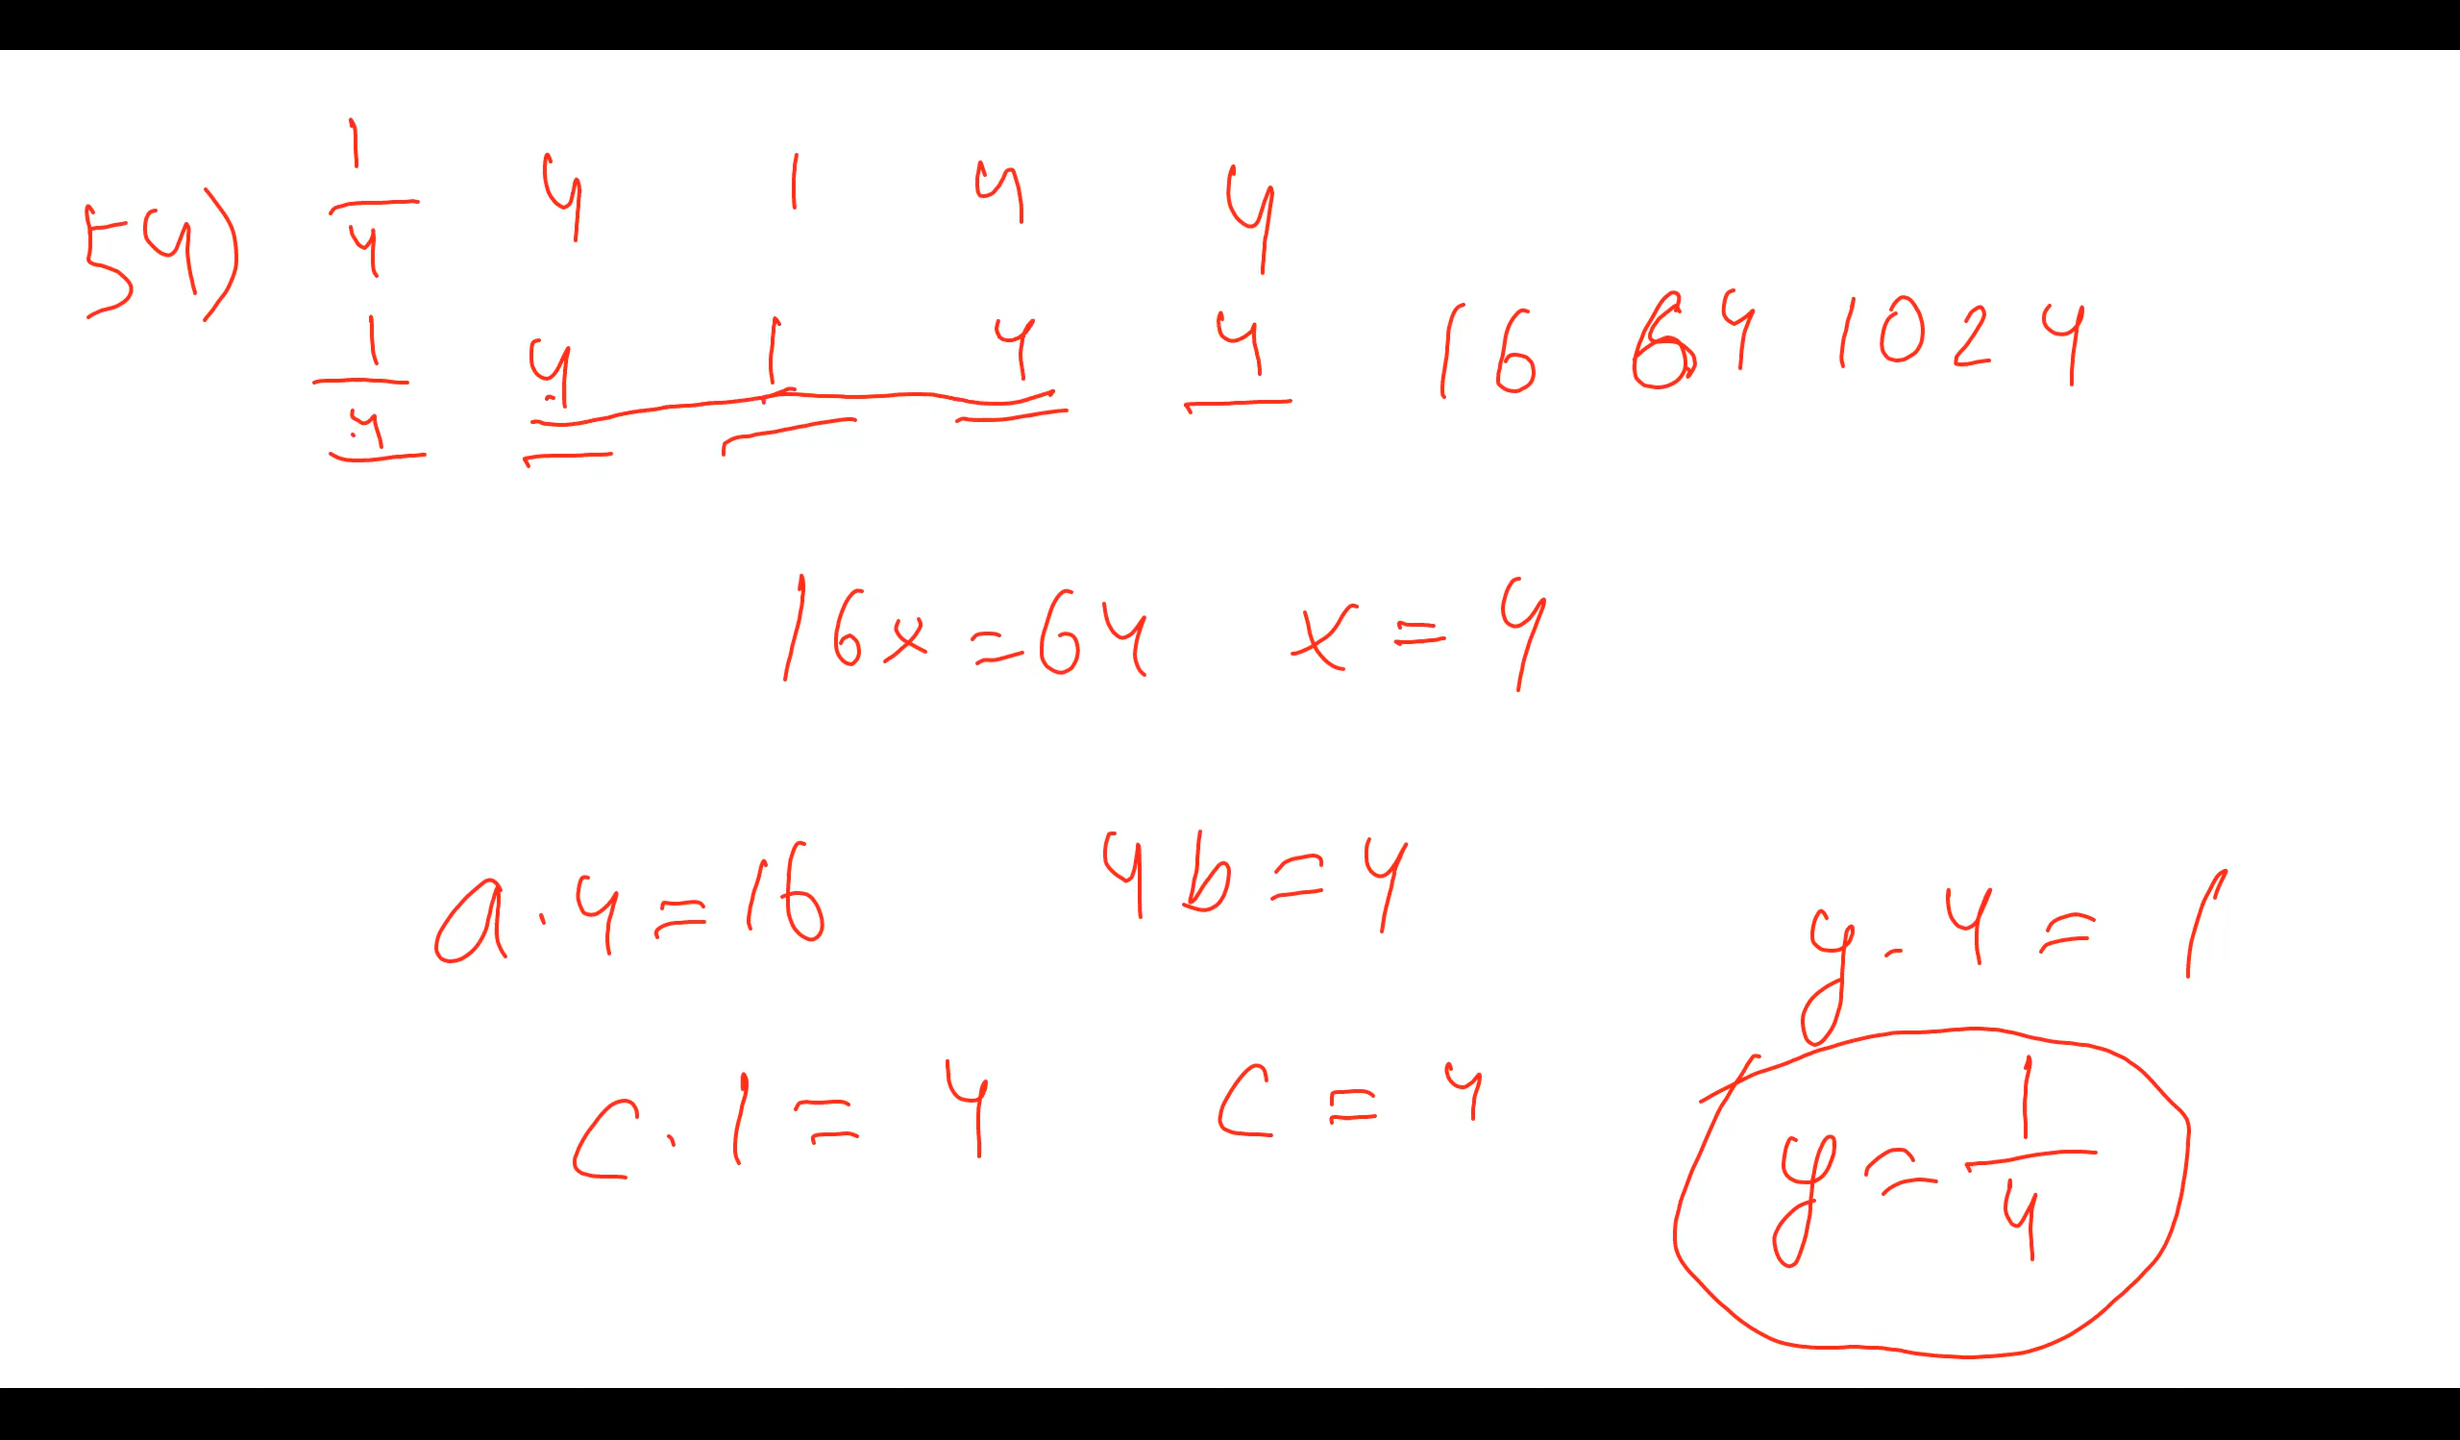 54) 1/4 4 1 4 4
1/4 4 1 4 4 16 64 1024
16x = 64 x = 4
a · 4 = 16 4b = 4 y · 4 = 1
c · 1 = 4 c = 4 y = 1/4